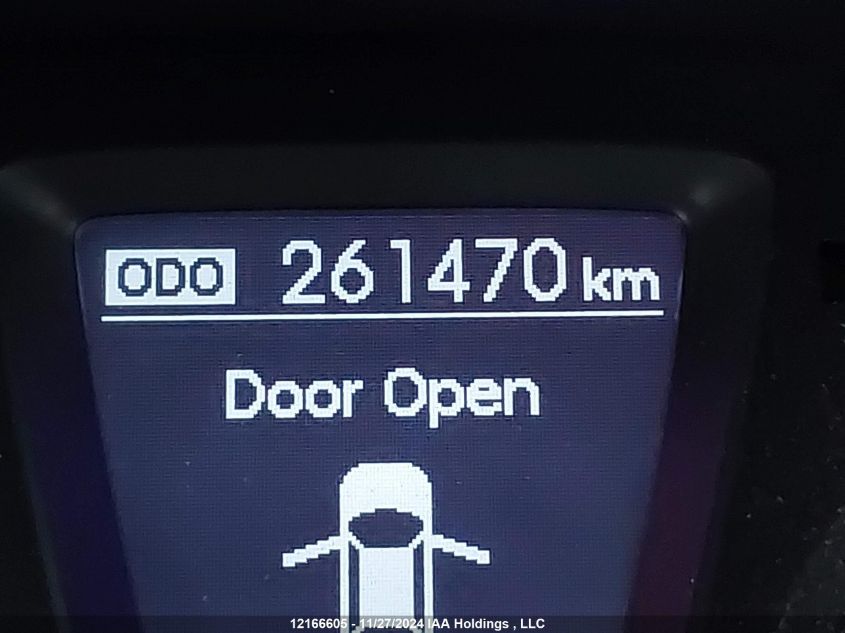 ODO 261470 km
Door Open
12166605 - 11/27/2024 IAA Holdings , LLC